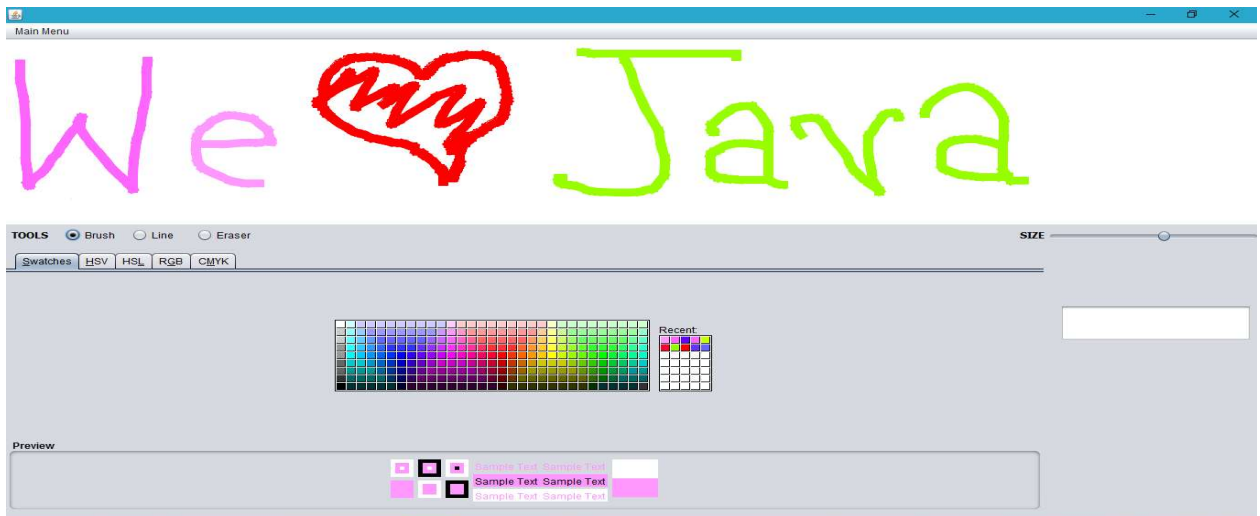 Main Menu
We Java
TOOLS Brush Line Eraser SIZE
Swatches HSV HSL RGB CMYK
Recent:
Preview
Sample Text Sample Text
Sample Text Sample Text
Sample Text Sample Text